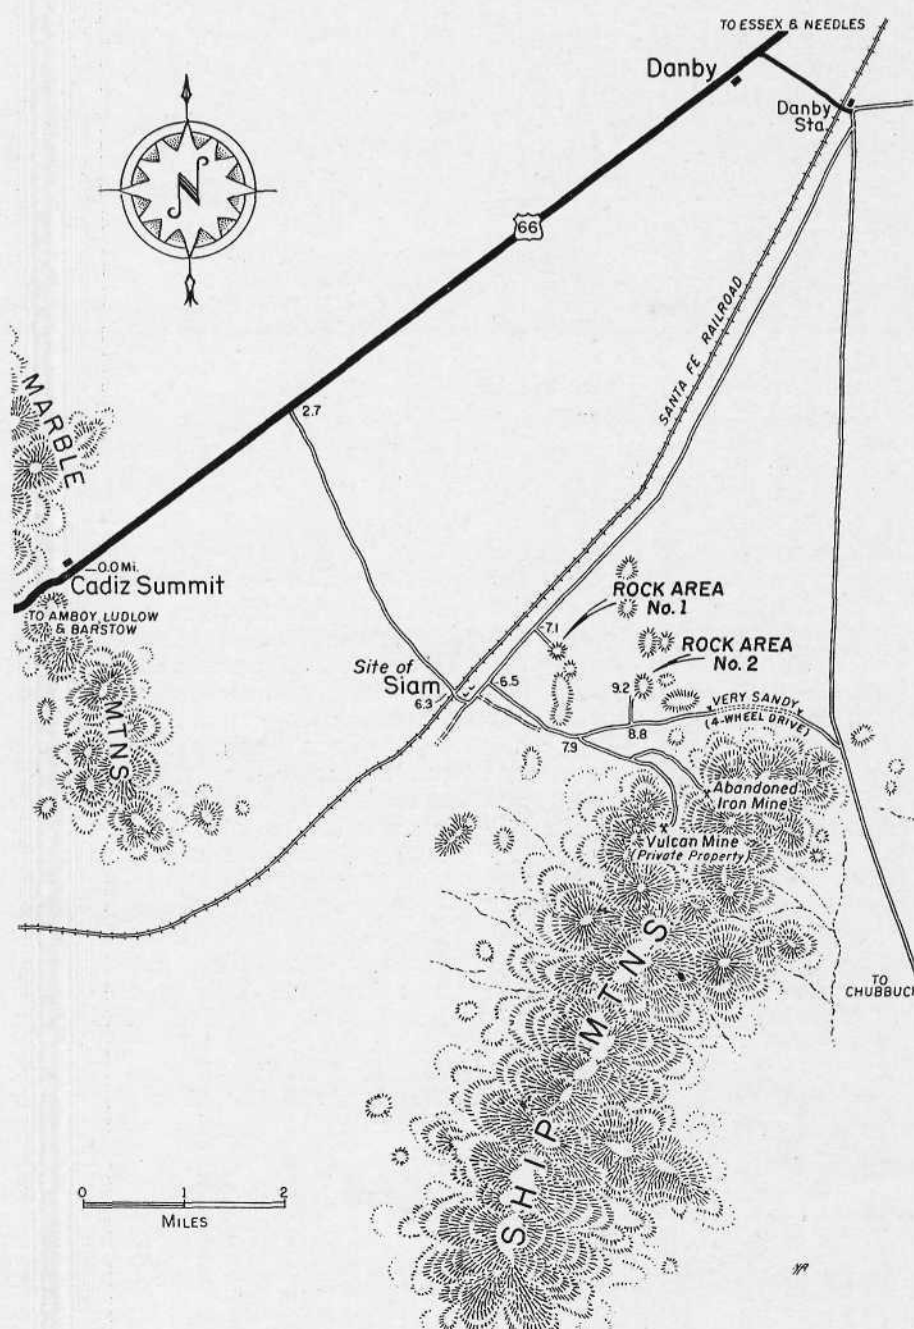 TO ESSEX & NEEDLES
Danby
Danby
Sta.
N
66
SANTA FE RAILROAD
MARBLE
2.7
0.0 Mi.
Cadiz Summit
TO AMBOY, LUDLOW
& BARSTOW
ROCK AREA
No. 1
7.1
ROCK AREA
No. 2
Site of
Siam
6.5
6.3
9.2
VERY SANDY
(4-WHEEL DRIVE)
8.8
7.9
MTNS
Abandoned
Iron Mine
Vulcan Mine
(Private Property)
TO
CHUBBUCK
SHIP MTNS
0 1 2
MILES